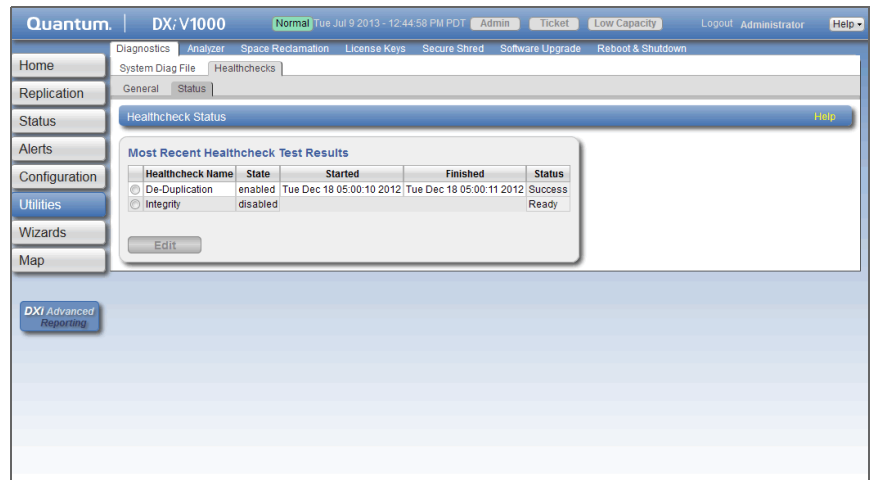 Quantum. DXi V1000 Normal Tue Jul 9 2013 - 12:44:58 PM PDT Admin Ticket Low Capacity Logout Administrator Help
Diagnostics Analyzer Space Reclamation License Keys Secure Shred Software Upgrade Reboot & Shutdown
Home
System Diag File Healthchecks
Replication
General Status
Status
Healthcheck Status Help
Alerts
Most Recent Healthcheck Test Results
Configuration
Healthcheck Name State Started Finished Status
De-Duplication enabled Tue Dec 18 05:00:10 2012 Tue Dec 18 05:00:11 2012 Success
Utilities
Integrity disabled Ready
Wizards
Edit
Map
DXi Advanced
Reporting